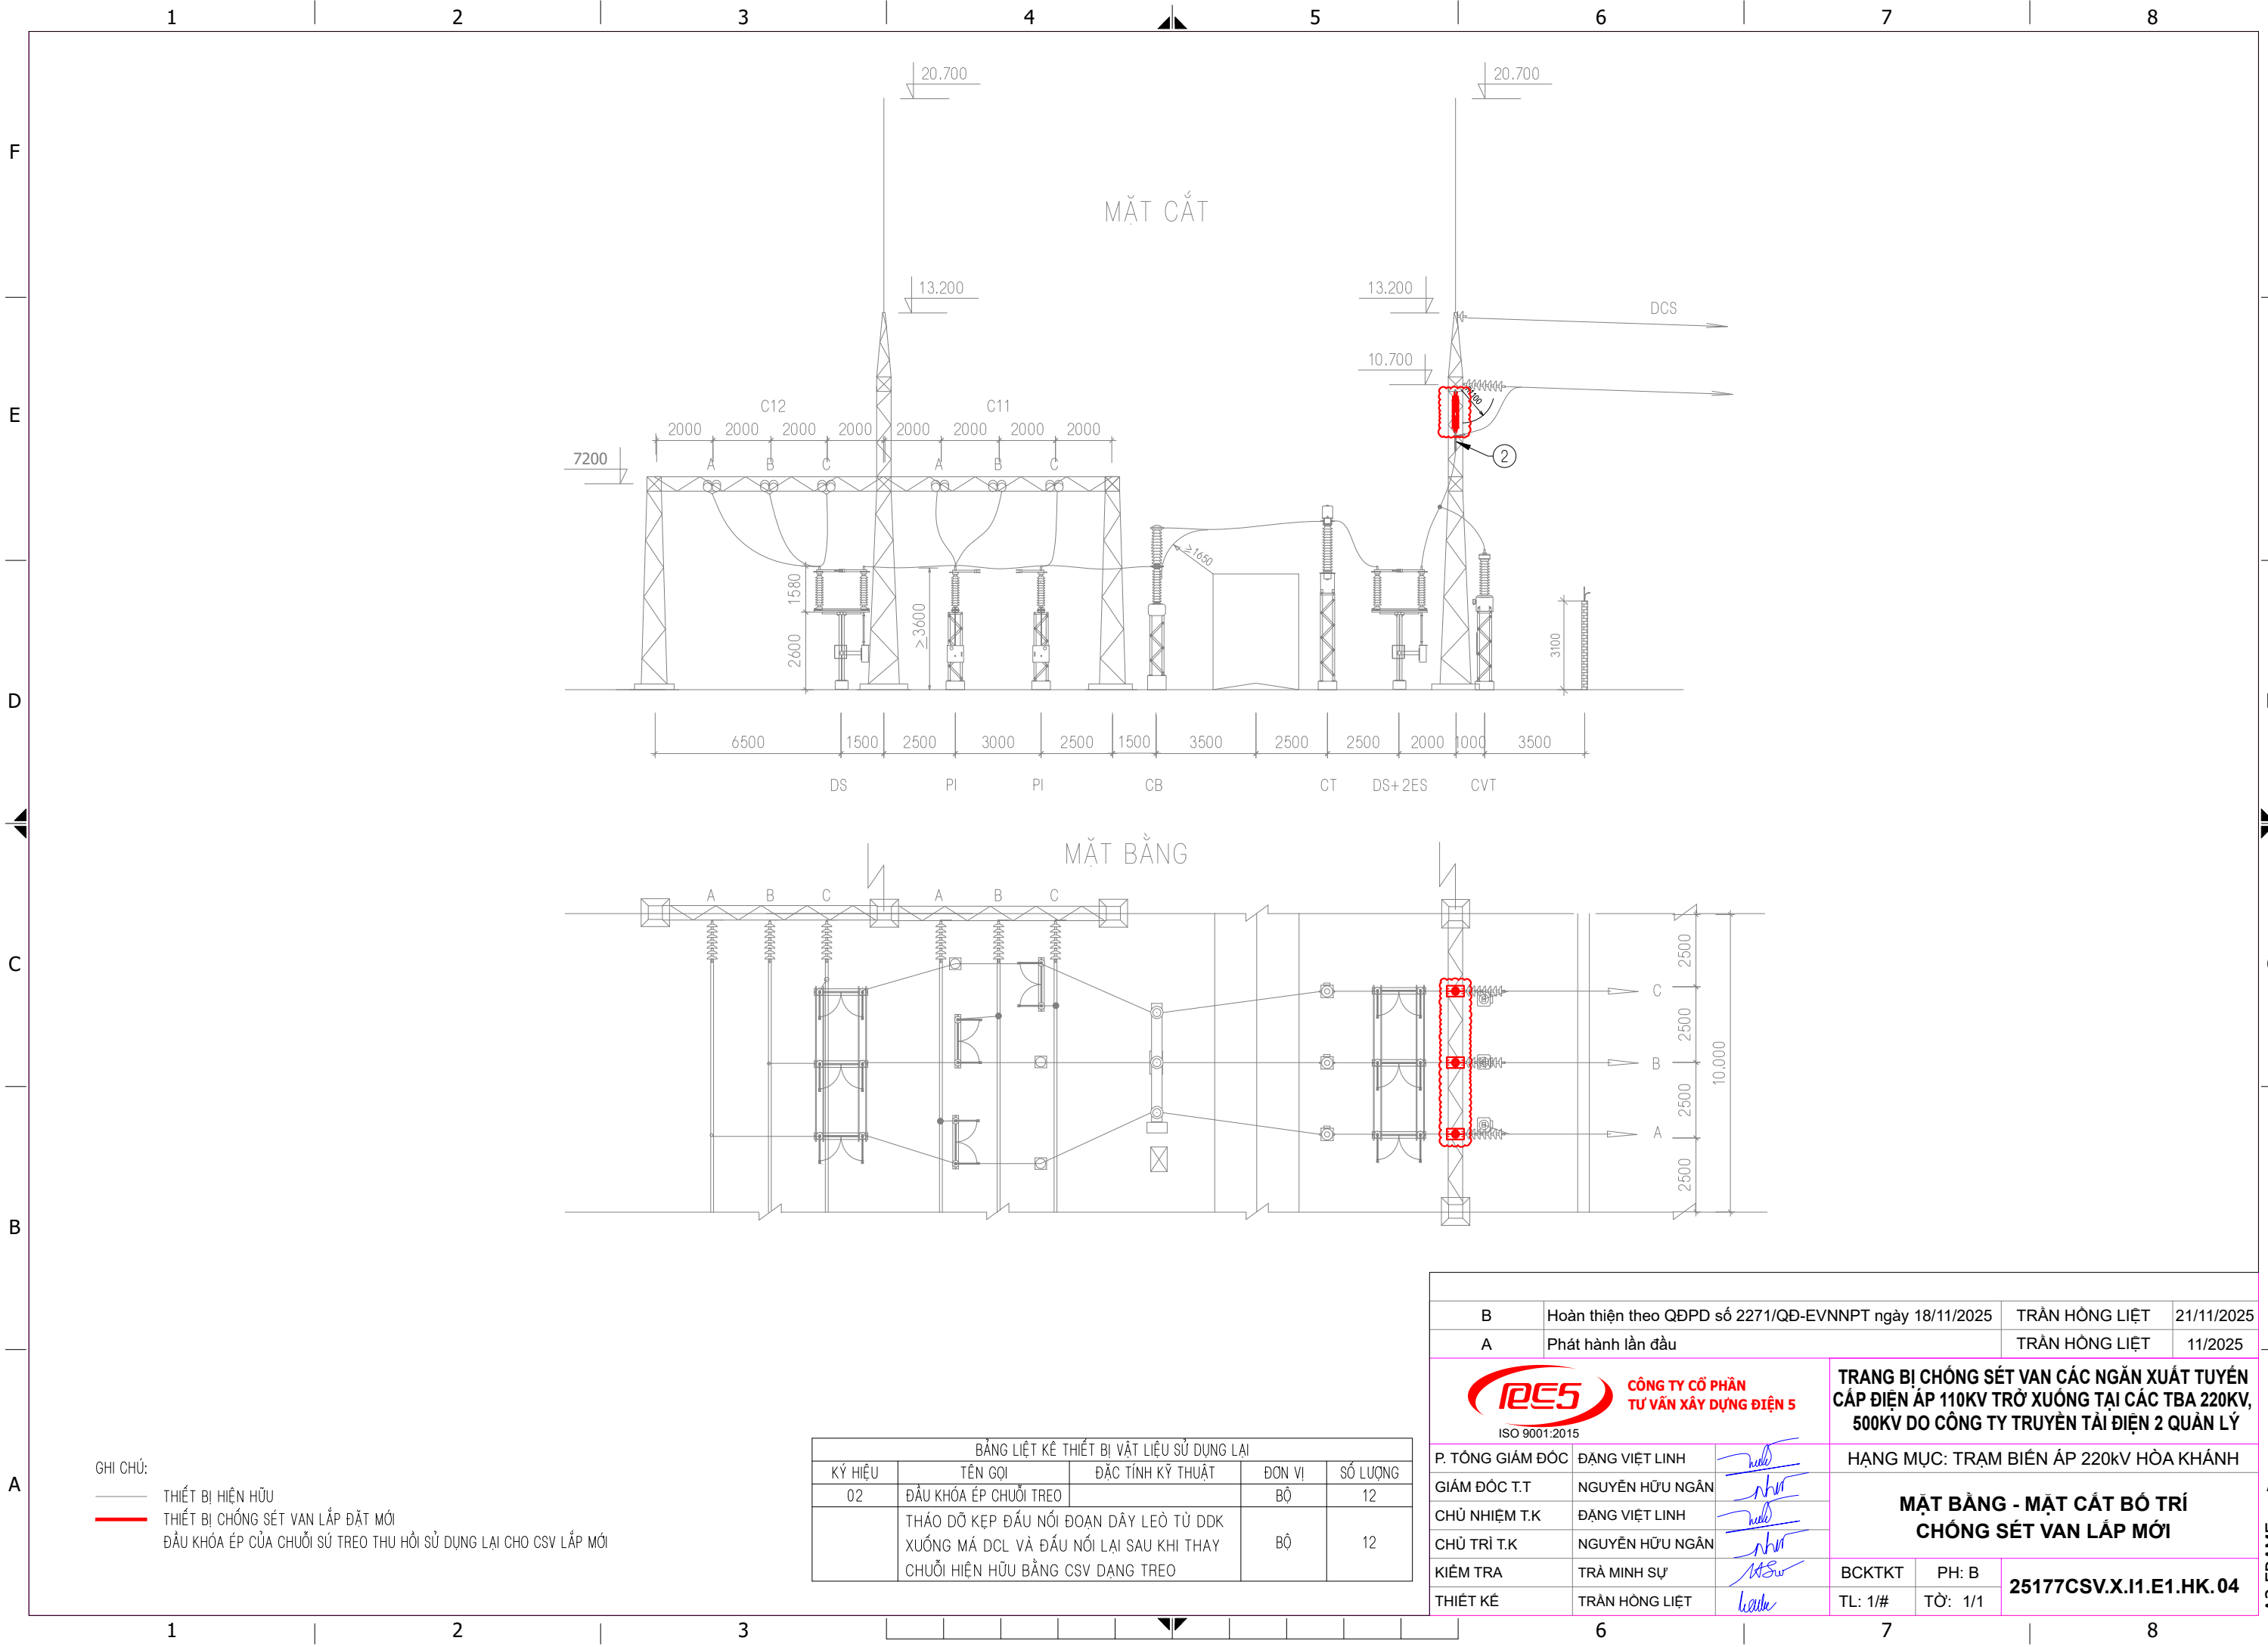 1 2 3 4 5 6 7 8
F
E
D
C
B
A
20.700
20.700
MẶT CẮT
13.200
13.200
DCS
10.700
1100
C12
C11
2000 2000 2000 2000 2000 2000 2000 2000
7200
A B C A B C
2
≥1650
1580
2600
≥3600
3100
6500 1500 2500 3000 2500 1500 3500 2500 2500 2000 1000 3500
DS PI PI CB CT DS+2ES CVT
MẶT BẰNG
A B C A B C
2500
C
2500
B
10.000
2500
A
2500
GHI CHÚ:
THIẾT BỊ HIỆN HỮU
THIẾT BỊ CHỐNG SÉT VAN LẮP ĐẶT MỚI
ĐẦU KHÓA ÉP CỦA CHUỖI SỨ TREO THU HỒI SỬ DỤNG LẠI CHO CSV LẮP MỚI
BẢNG LIỆT KÊ THIẾT BỊ VẬT LIỆU SỬ DỤNG LẠI
KÝ HIỆU TÊN GỌI ĐẶC TÍNH KỸ THUẬT ĐƠN VỊ SỐ LƯỢNG
02 ĐẦU KHÓA ÉP CHUỖI TREO BỘ 12
THÁO DỠ KẸP ĐẤU NỐI ĐOẠN DÂY LÈO TỪ DDK
XUỐNG MÁ DCL VÀ ĐẤU NỐI LẠI SAU KHI THAY
CHUỖI HIỆN HỮU BẰNG CSV DẠNG TREO
BỘ 12
B Hoàn thiện theo QĐPD số 2271/QĐ-EVNNPT ngày 18/11/2025 TRẦN HỒNG LIỆT 21/11/2025
A Phát hành lần đầu TRẦN HỒNG LIỆT 11/2025
PEC5
ISO 9001:2015
CÔNG TY CỔ PHẦN
TƯ VẤN XÂY DỰNG ĐIỆN 5
TRANG BỊ CHỐNG SÉT VAN CÁC NGĂN XUẤT TUYẾN
CẤP ĐIỆN ÁP 110KV TRỞ XUỐNG TẠI CÁC TBA 220KV,
500KV DO CÔNG TY TRUYỀN TẢI ĐIỆN 2 QUẢN LÝ
P. TỔNG GIÁM ĐỐC ĐẶNG VIỆT LINH
HẠNG MỤC: TRẠM BIẾN ÁP 220kV HÒA KHÁNH
GIÁM ĐỐC T.T NGUYỄN HỮU NGÂN
CHỦ NHIỆM T.K ĐẶNG VIỆT LINH
CHỦ TRÌ T.K NGUYỄN HỮU NGÂN
MẶT BẰNG - MẶT CẮT BỐ TRÍ
CHỐNG SÉT VAN LẮP MỚI
KIỂM TRA TRÀ MINH SỰ
THIẾT KẾ TRẦN HỒNG LIỆT
BCKTKT PH: B
TL: 1/# TỜ: 1/1
25177CSV.X.I1.E1.HK.04
1 2 3 6 7 8